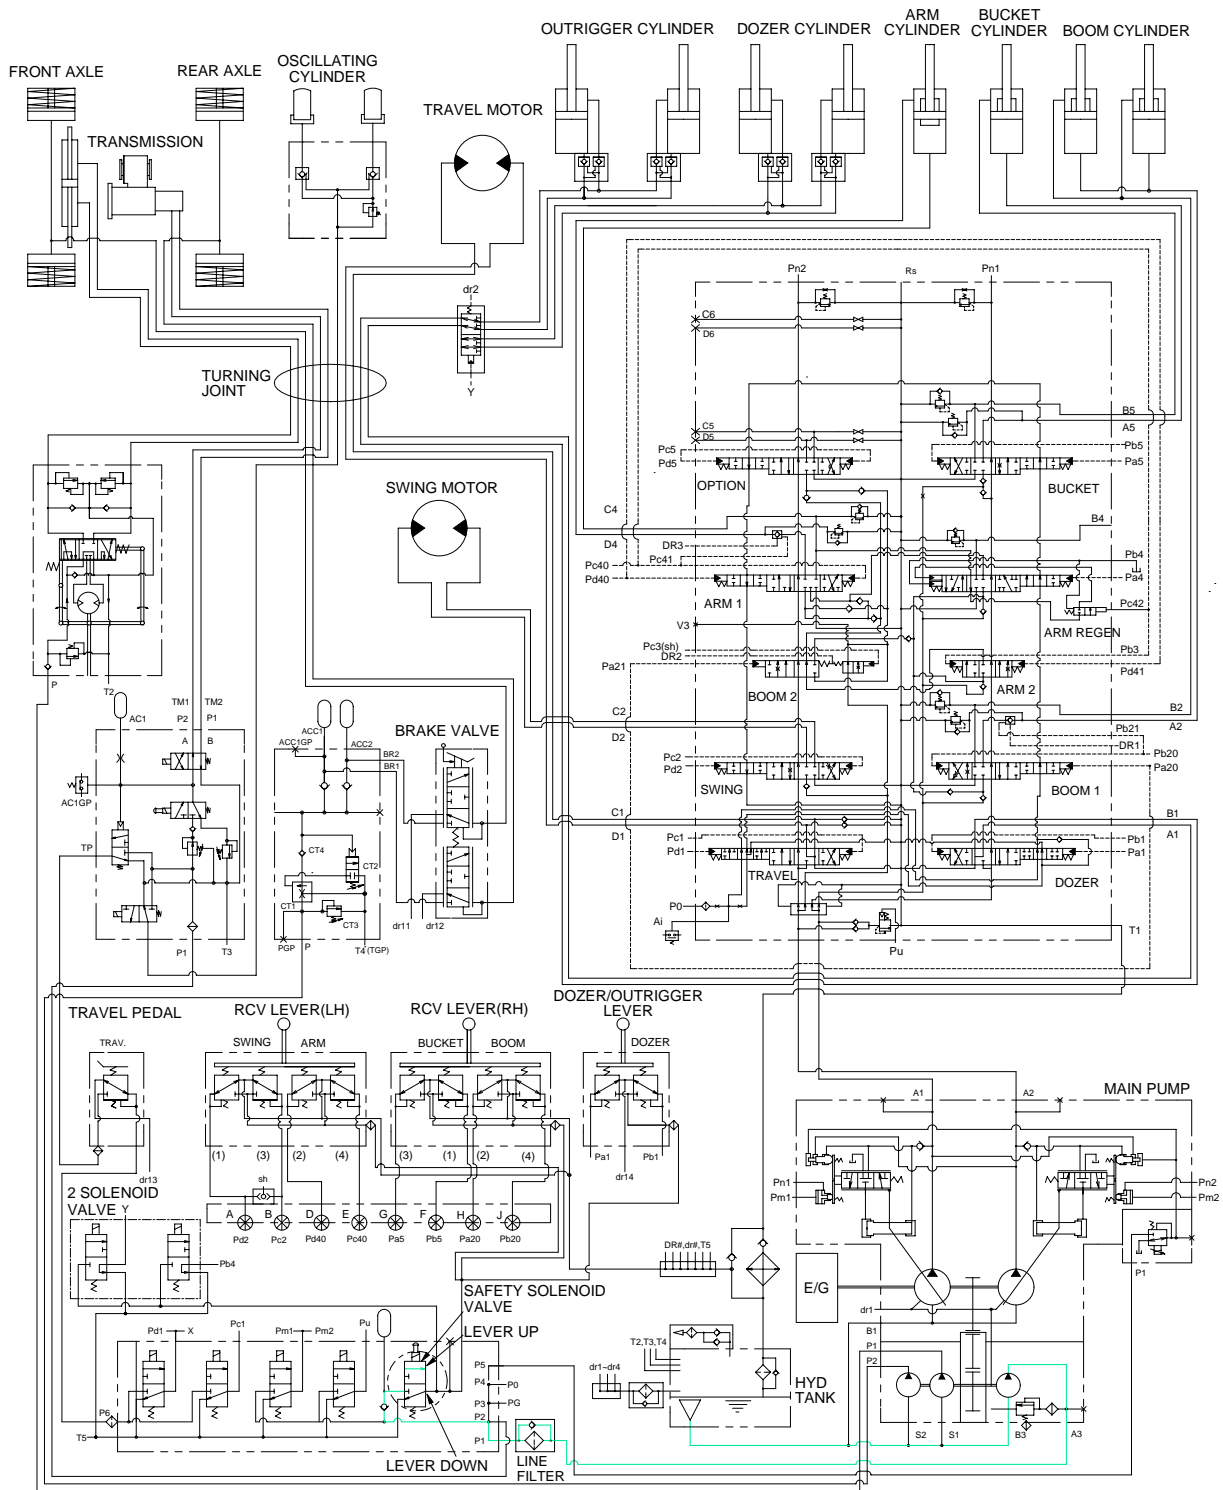 OUTRIGGER CYLINDER
DOZER CYLINDER
ARM
CYLINDER
BUCKET
CYLINDER
BOOM CYLINDER
FRONT AXLE
REAR AXLE
OSCILLATING
CYLINDER
TRAVEL MOTOR
TRANSMISSION
dr2
Y
TURNING
JOINT
Pn2
Rs
Pn1
C6
D6
B5
A5
C5
D5
Pc5
Pd5
Pb5
Pa5
OPTION
BUCKET
SWING MOTOR
C4
B4
D4
DR3
Pc40
Pc41
Pd40
Pb4
Pa4
Pc42
ARM 1
ARM REGEN
V3
Pc3(sh)
DR2
Pa21
Pb3
Pd41
BOOM 2
ARM 2
P
T2
AC1
TM1
TM2
P2
P1
A
B
AC1GP
TP
P1
T3
ACC1
ACC1GP
ACC2
BR2
BR1
BRAKE VALVE
CT4
CT2
CT1
CT3
PGP
P
T4 (TGP)
dr11
dr12
C2
D2
B2
A2
Pb21
DR1
Pc2
Pd2
Pb20
Pa20
SWING
BOOM 1
C1
D1
B1
A1
Pc1
Pd1
Pb1
Pa1
TRAVEL
DOZER
P0
Ai
Pu
T1
TRAVEL PEDAL
TRAV.
dr13
RCV LEVER(LH)
SWING
ARM
(1)
(3)
(2)
(4)
RCV LEVER(RH)
BUCKET
BOOM
(3)
(1)
(2)
(4)
DOZER/OUTRIGGER
LEVER
DOZER
Pa1
Pb1
dr14
sh
A
B
D
E
G
F
H
J
Pd2
Pc2
Pd40
Pc40
Pa5
Pb5
Pa20
Pb20
2 SOLENOID
VALVE
Y
Pb4
MAIN PUMP
A1
A2
Pn1
Pm1
Pn2
Pm2
P1
E/G
dr1
B1
P1
P2
S2
S1
B3
A3
DR#,dr#,T5
T2,T3,T4
dr1~dr4
HYD
TANK
SAFETY SOLENOID
VALVE
LEVER UP
Pd1
X
Pc1
Pm1
Pm2
Pu
P5
P4
P0
P3
PG
P2
P1
P6
T5
LEVER DOWN
LINE
FILTER